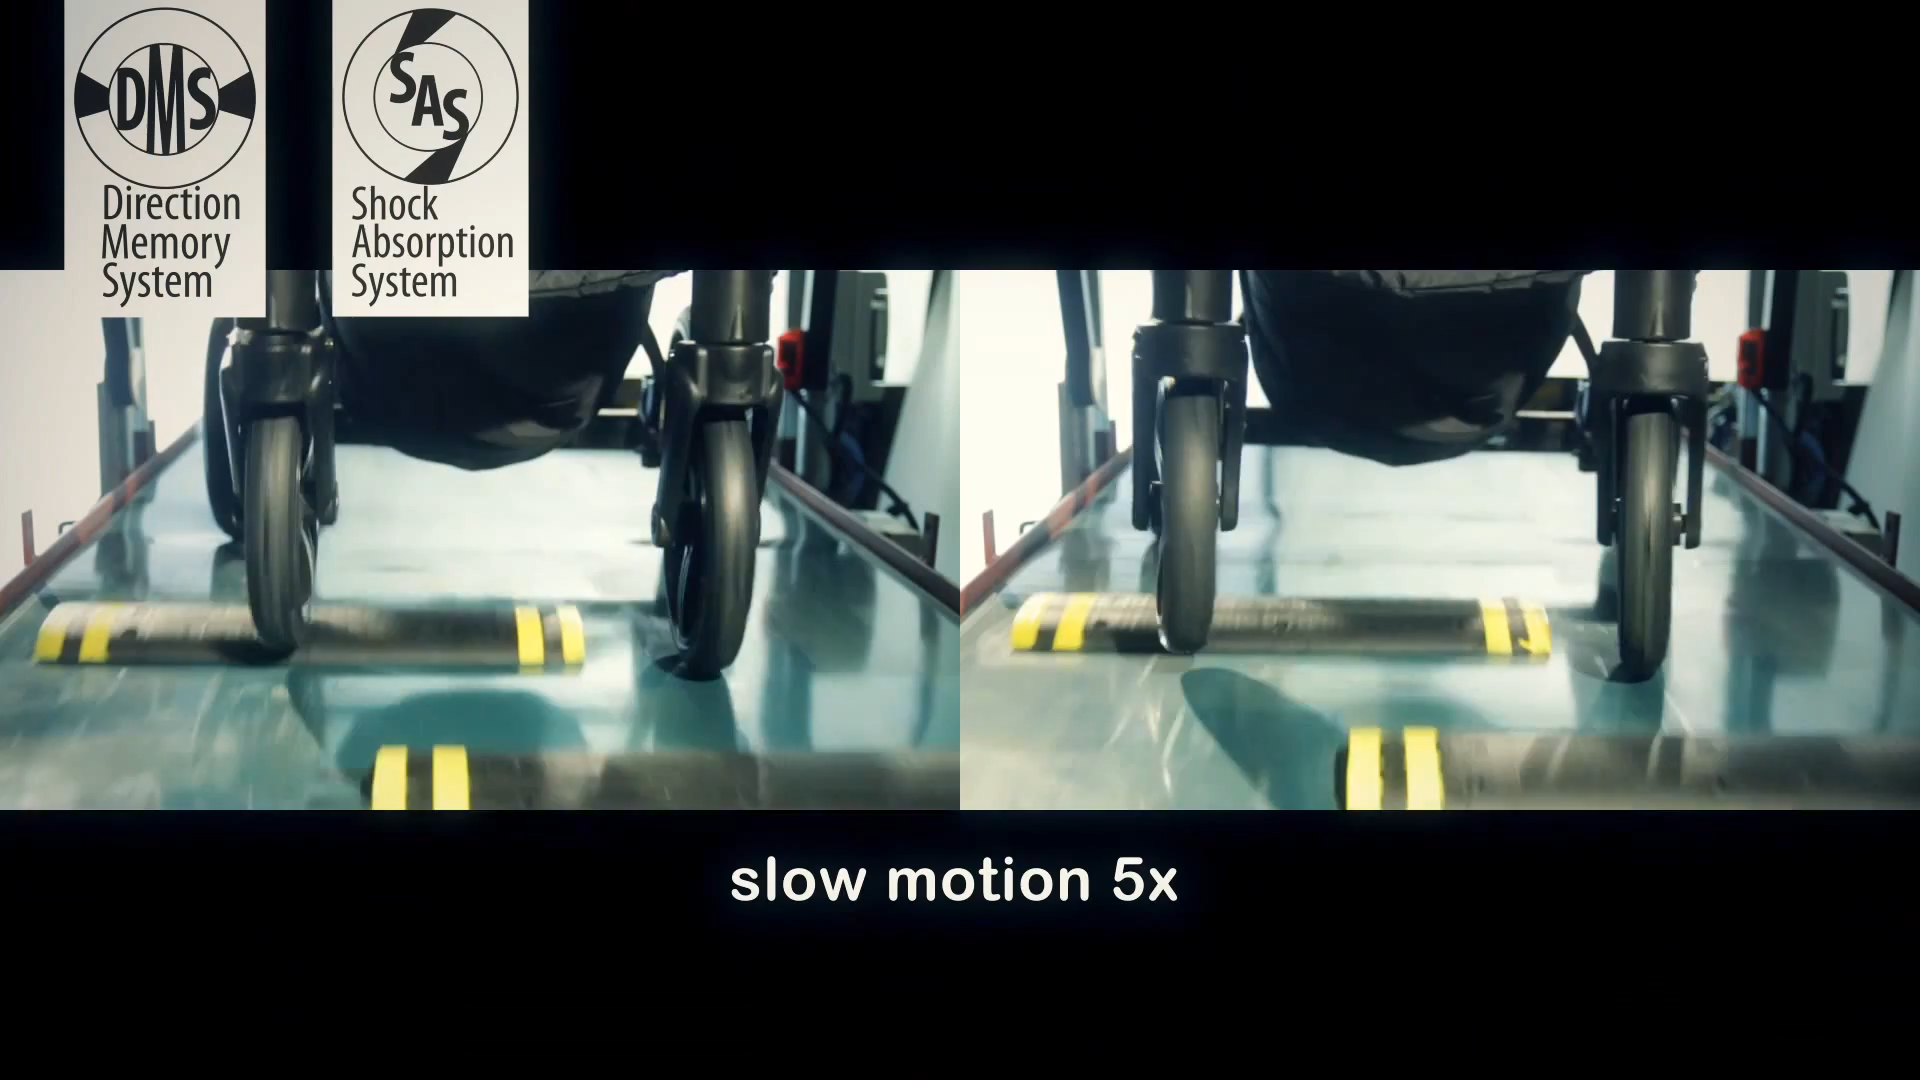 DMS
Direction
Memory
System
SAS
Shock
Absorption
System
slow motion 5x